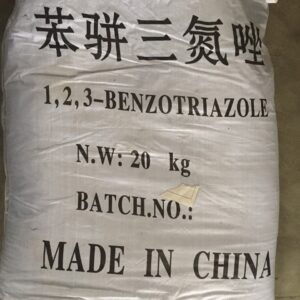 苯骈三氮唑
1,2,3-BENZOTRIAZOLE
N.W: 20 kg
BATCH.NO.:
MADE IN CHINA